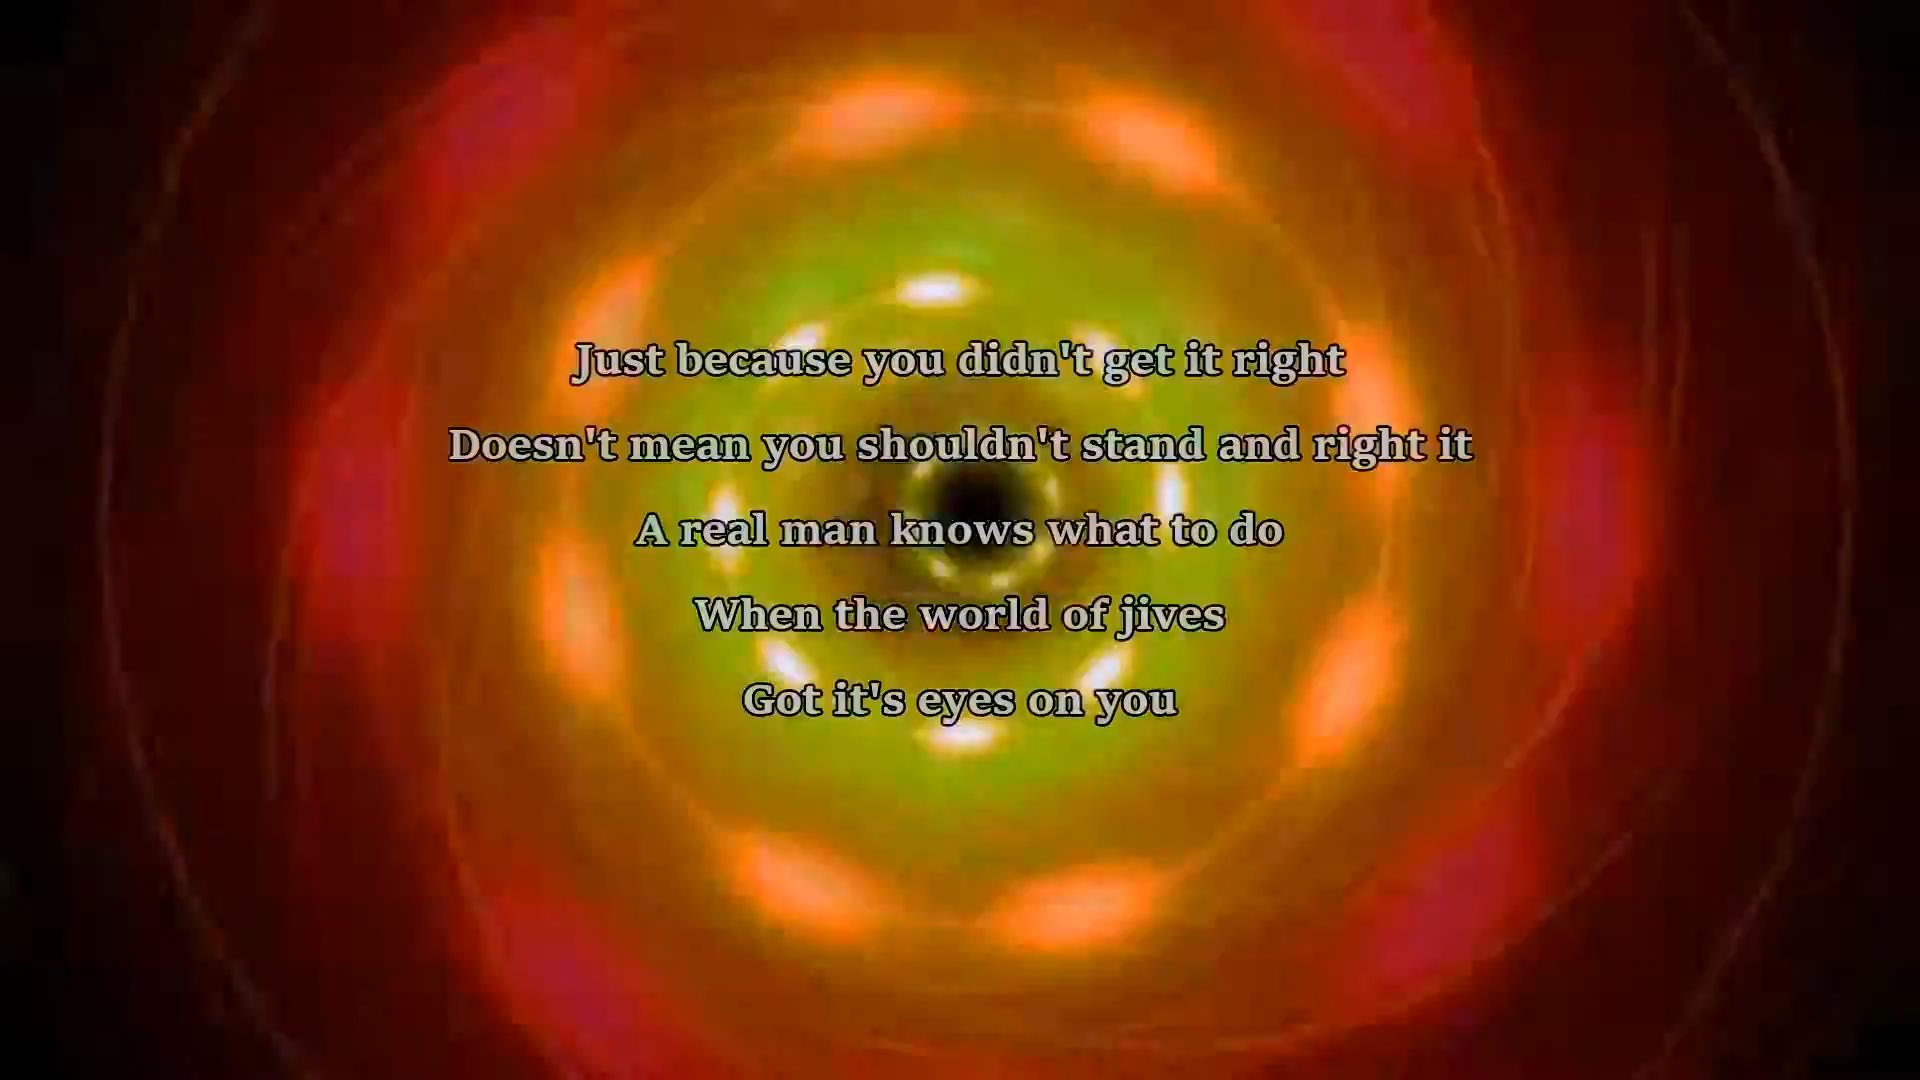 Just because you didn't get it right
Doesn't mean you shouldn't stand and right it
A real man knows what to do
When the world of jives
Got it's eyes on you